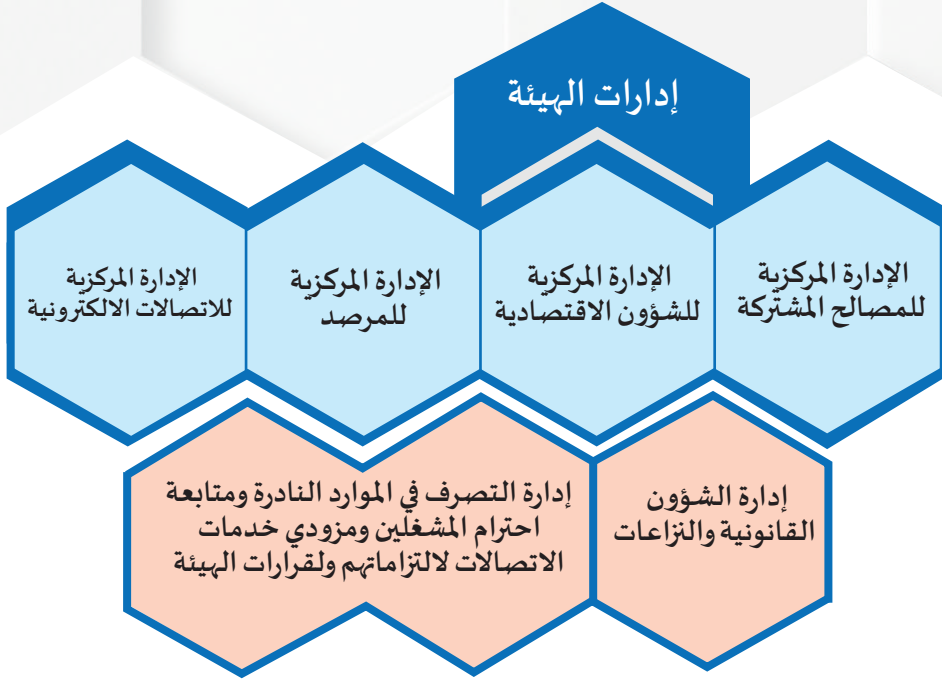 إدارات الهيئة
الإدارة المركزية
للمصالح المشتركة
الإدارة المركزية
للشؤون الاقتصادية
الإدارة المركزية
للمرصد
الإدارة المركزية
للاتصالات الالكترونية
إدارة الشؤون
القانونية والنزاعات
إدارة التصرف في الموارد النادرة ومتابعة
احترام المشغلين ومزودي خدمات
الاتصالات لالتزاماتهم ولقرارات الهيئة